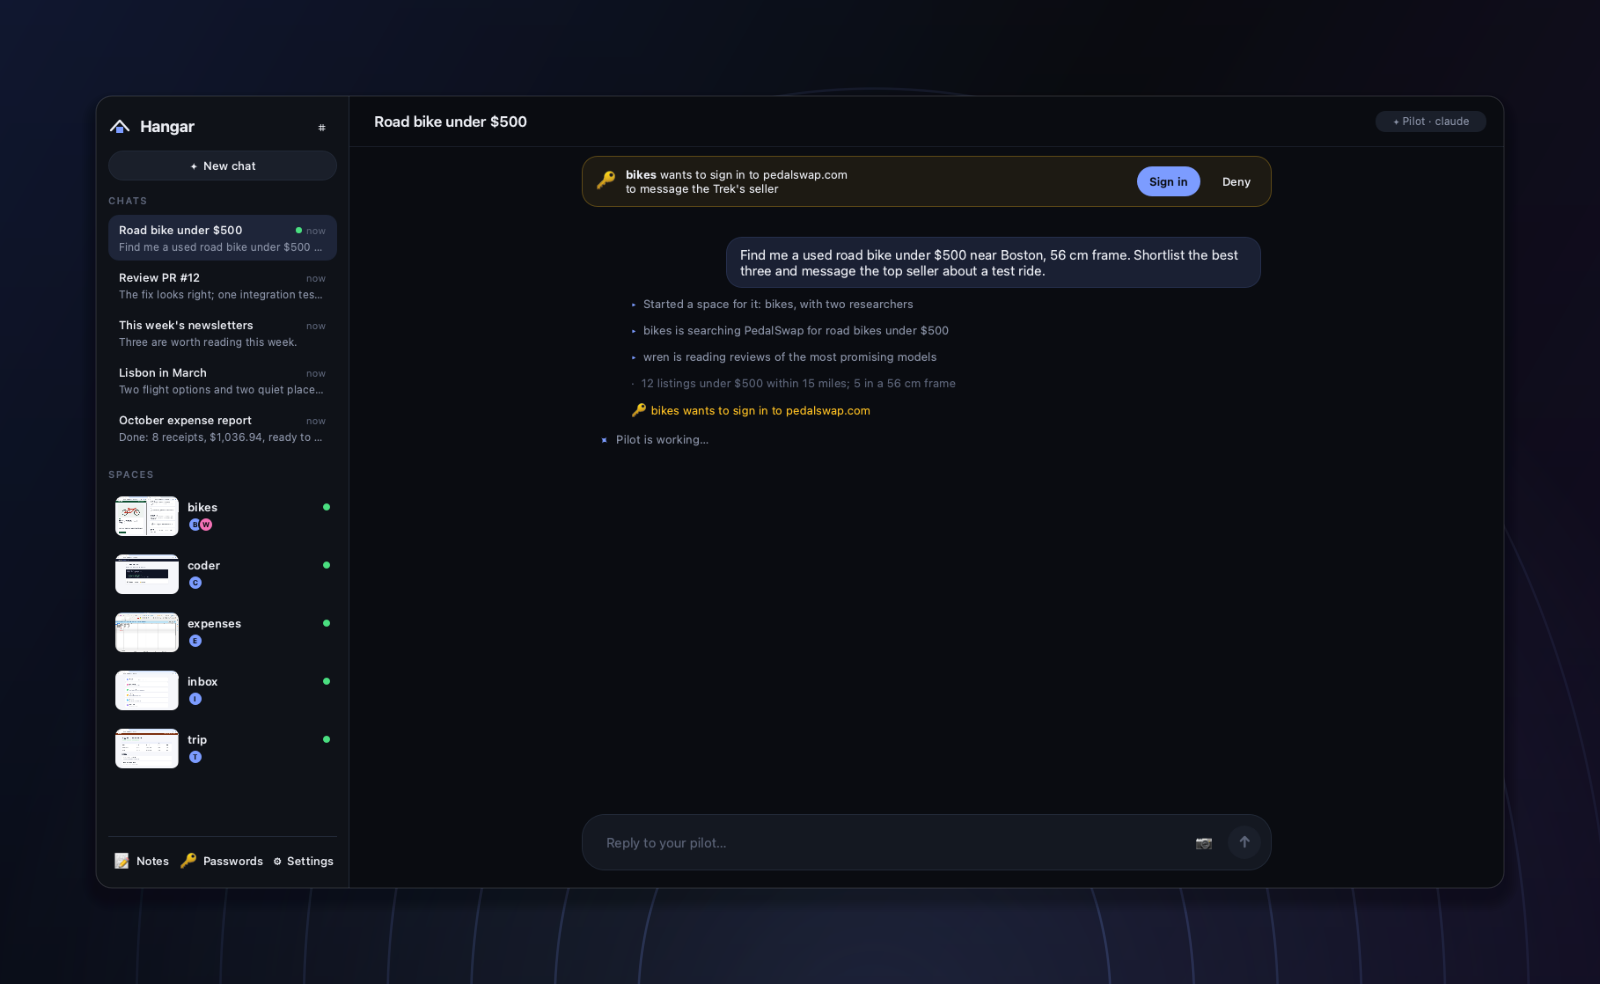 Hangar
#
+ New chat
CHATS
Road bike under $500 now
Find me a used road bike under $500 ...
Review PR #12 now
The fix looks right; one integration tes...
This week's newsletters now
Three are worth reading this week.
Lisbon in March now
Two flight options and two quiet place...
October expense report now
Done: 8 receipts, $1,036.94, ready to ...
SPACES
bikes
B W
coder
C
expenses
E
inbox
I
trip
T
Notes Passwords Settings
Road bike under $500
Pilot · claude
bikes wants to sign in to pedalswap.com
to message the Trek's seller
Sign in Deny
Find me a used road bike under $500 near Boston, 56 cm frame. Shortlist the best
three and message the top seller about a test ride.
Started a space for it: bikes, with two researchers
bikes is searching PedalSwap for road bikes under $500
wren is reading reviews of the most promising models
· 12 listings under $500 within 15 miles; 5 in a 56 cm frame
bikes wants to sign in to pedalswap.com
Pilot is working...
Reply to your pilot...